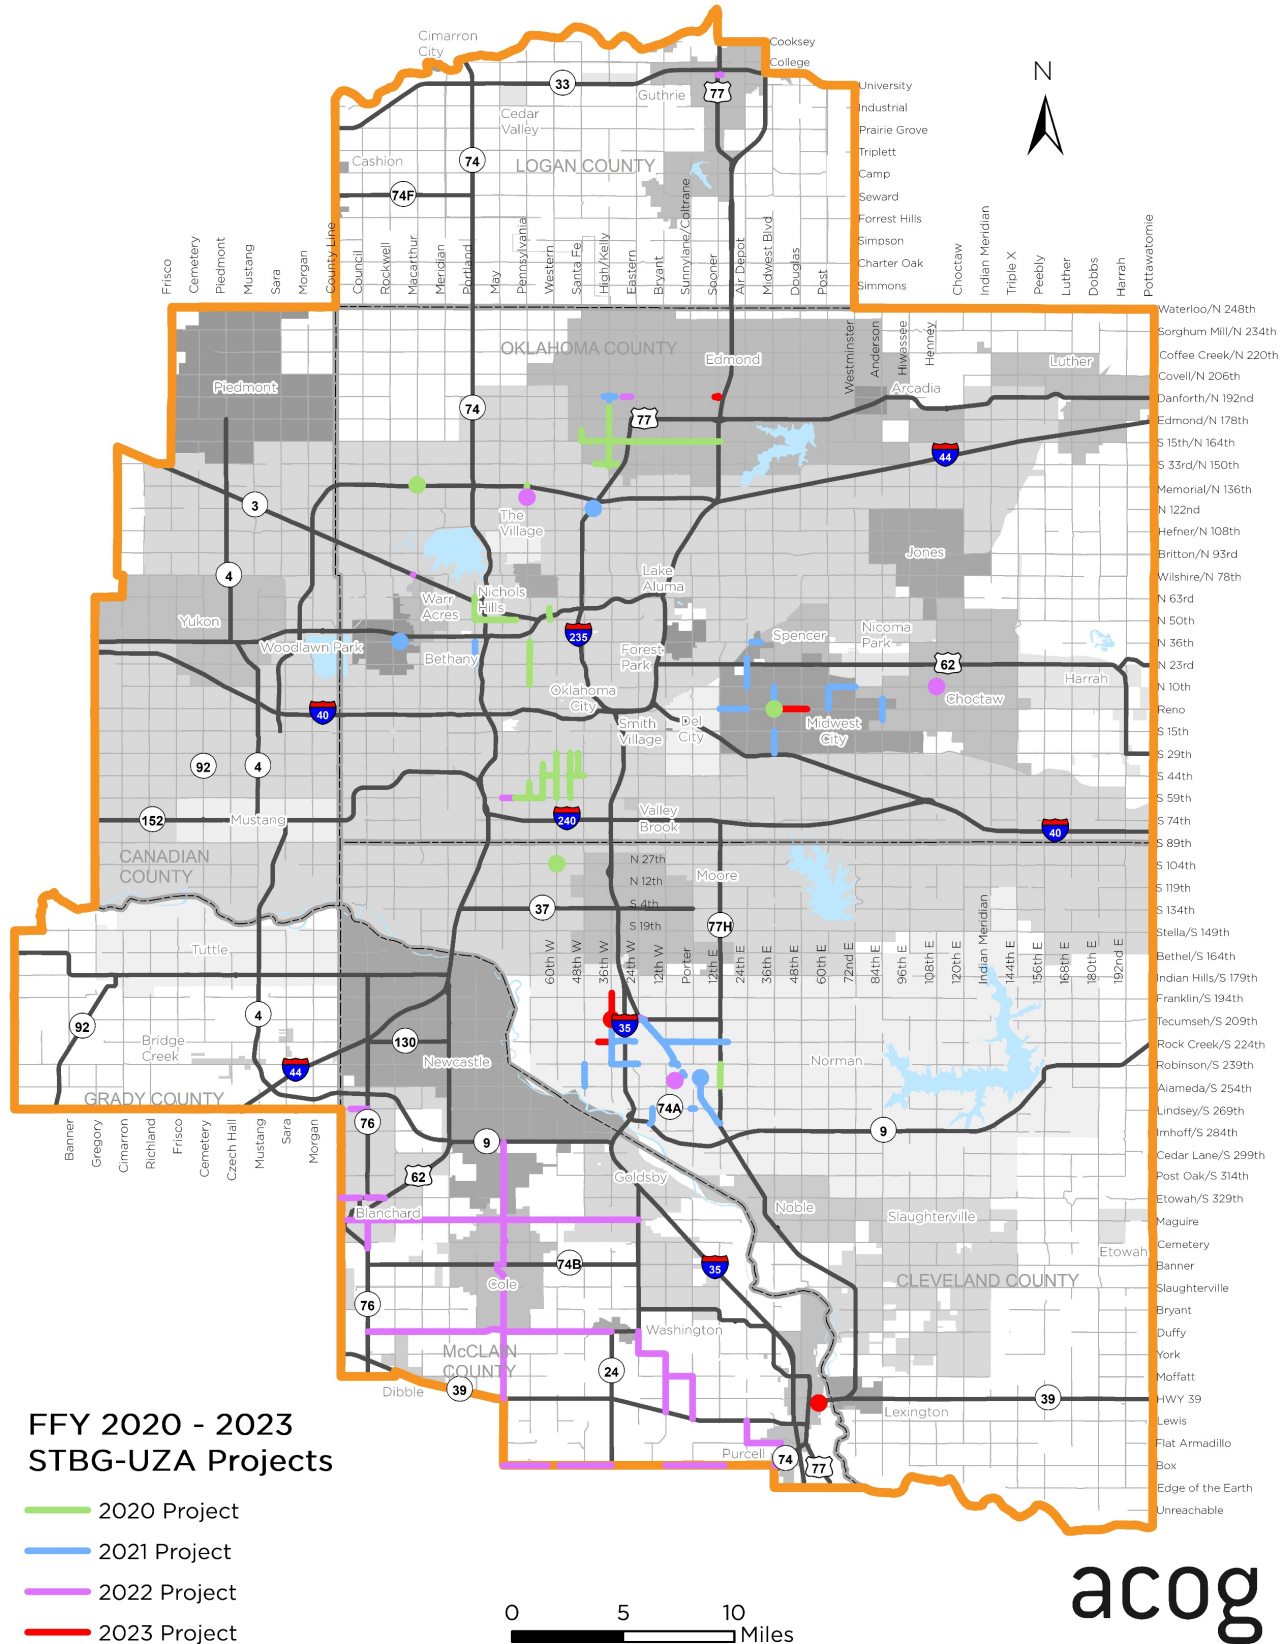 Cimarron
City
Cooksey
College
N
33
Guthrie
77
University
Industrial
Cedar
Valley
Prairie Grove
Cashion
74
LOGAN COUNTY
Triplett
Camp
74F
Seward
Forrest Hills
Simpson
Charter Oak
Simmons
Frisco
Cemetery
Piedmont
Mustang
Sara
Morgan
County Line
Council
Rockwell
Macarthur
Meridian
Portland
May
Pennsylvania
Western
Santa Fe
High/Kelly
Eastern
Bryant
Sunnylane/Coltrane
Sooner
Air Depot
Midwest Blvd
Douglas
Post
Westminster
Anderson
Hiwassee
Henney
Choctaw
Indian Meridian
Triple X
Peebly
Luther
Dobbs
Harrah
Pottawatomie
Waterloo/N 248th
Sorghum Mill/N 234th
OKLAHOMA COUNTY
Edmond
Luther
Coffee Creek/N 220th
Covell/N 206th
Piedmont
Arcadia
Danforth/N 192nd
74
77
Edmond/N 178th
S 15th/N 164th
44
S 33rd/N 150th
3
Memorial/N 136th
The
Village
N 122nd
Hefner/N 108th
Jones
Britton/N 93rd
4
Lake
Aluma
Wilshire/N 78th
Warr
Acres
Nichols
Hills
N 63rd
Yukon
N 50th
235
Spencer
Nicoma
Park
N 36th
Woodlawn Park
Bethany
Forest
Park
62
N 23rd
Harrah
Oklahoma
City
N 10th
Choctaw
40
Reno
Smith
Village
Del
City
Midwest
City
S 15th
S 29th
92
4
S 44th
S 59th
152
Mustang
240
Valley
Brook
40
S 74th
S 89th
CANADIAN
COUNTY
N 27th
Moore
S 104th
N 12th
S 119th
37
S 4th
S 134th
S 19th
77H
Stella/S 149th
Tuttle
60th W
48th W
36th W
24th W
12th W
Porter
12th E
24th E
36th E
48th E
60th E
72nd E
84th E
96th E
108th E
120th E
Indian Meridian
144th E
156th E
168th E
180th E
192nd E
Bethel/S 164th
Indian Hills/S 179th
Franklin/S 194th
92
4
35
Tecumseh/S 209th
Bridge
Creek
130
Rock Creek/S 224th
44
Newcastle
Norman
Robinson/S 239th
Alameda/S 254th
GRADY COUNTY
74A
76
Lindsey/S 269th
Banner
Gregory
Cimarron
Richland
Frisco
Cemetery
Czech Hall
Mustang
Sara
Morgan
9
9
Imhoff/S 284th
Cedar Lane/S 299th
62
Goldsby
Post Oak/S 314th
Etowah/S 329th
Blanchard
Noble
Slaughterville
Maguire
Cemetery
Etowah
74B
35
Banner
Cole
CLEVELAND COUNTY
Slaughterville
76
Bryant
Washington
Duffy
McCLAIN
COUNTY
York
24
Moffatt
Dibble
39
39
HWY 39
Lexington
Lewis
Flat Armadillo
Purcell
74
77
Box
Edge of the Earth
Unreachable
FFY 2020 - 2023
STBG-UZA Projects
2020 Project
2021 Project
2022 Project
2023 Project
0 5 10
Miles
acog